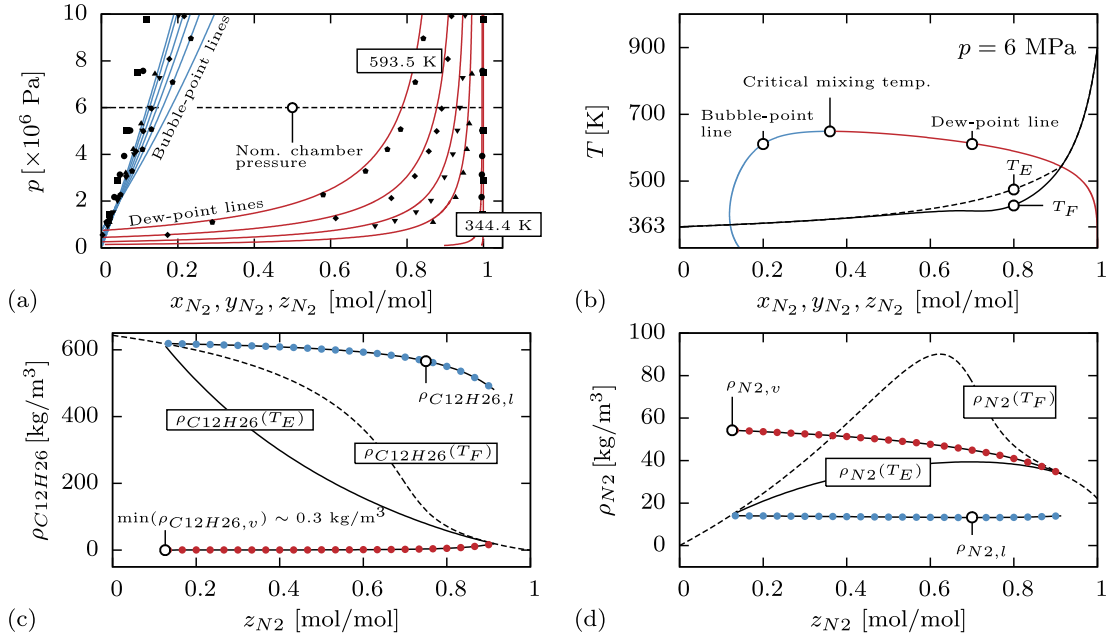 10
8
6
4
2
0
p [×10⁶ Pa]
Bubble-point lines
593.5 K
Nom. chamber
pressure
Dew-point lines
344.4 K
0 0.2 0.4 0.6 0.8 1
x_{N_2}, y_{N_2}, z_{N_2} [mol/mol]
(a)
900
700
500
363
T [K]
p = 6 MPa
Critical mixing temp.
Bubble-point
line
Dew-point line
T_E
T_F
0 0.2 0.4 0.6 0.8 1
x_{N_2}, y_{N_2}, z_{N_2} [mol/mol]
(b)
600
400
200
0
ρ_{C12H26} [kg/m³]
ρ_{C12H26,l}
ρ_{C12H26}(T_E)
ρ_{C12H26}(T_F)
min(ρ_{C12H26,v}) ∼ 0.3 kg/m³
0 0.2 0.4 0.6 0.8 1
z_{N2} [mol/mol]
(c)
100
80
60
40
20
0
ρ_{N2} [kg/m³]
ρ_{N2,v}
ρ_{N2}(T_F)
ρ_{N2}(T_E)
ρ_{N2,l}
0 0.2 0.4 0.6 0.8 1
z_{N2} [mol/mol]
(d)